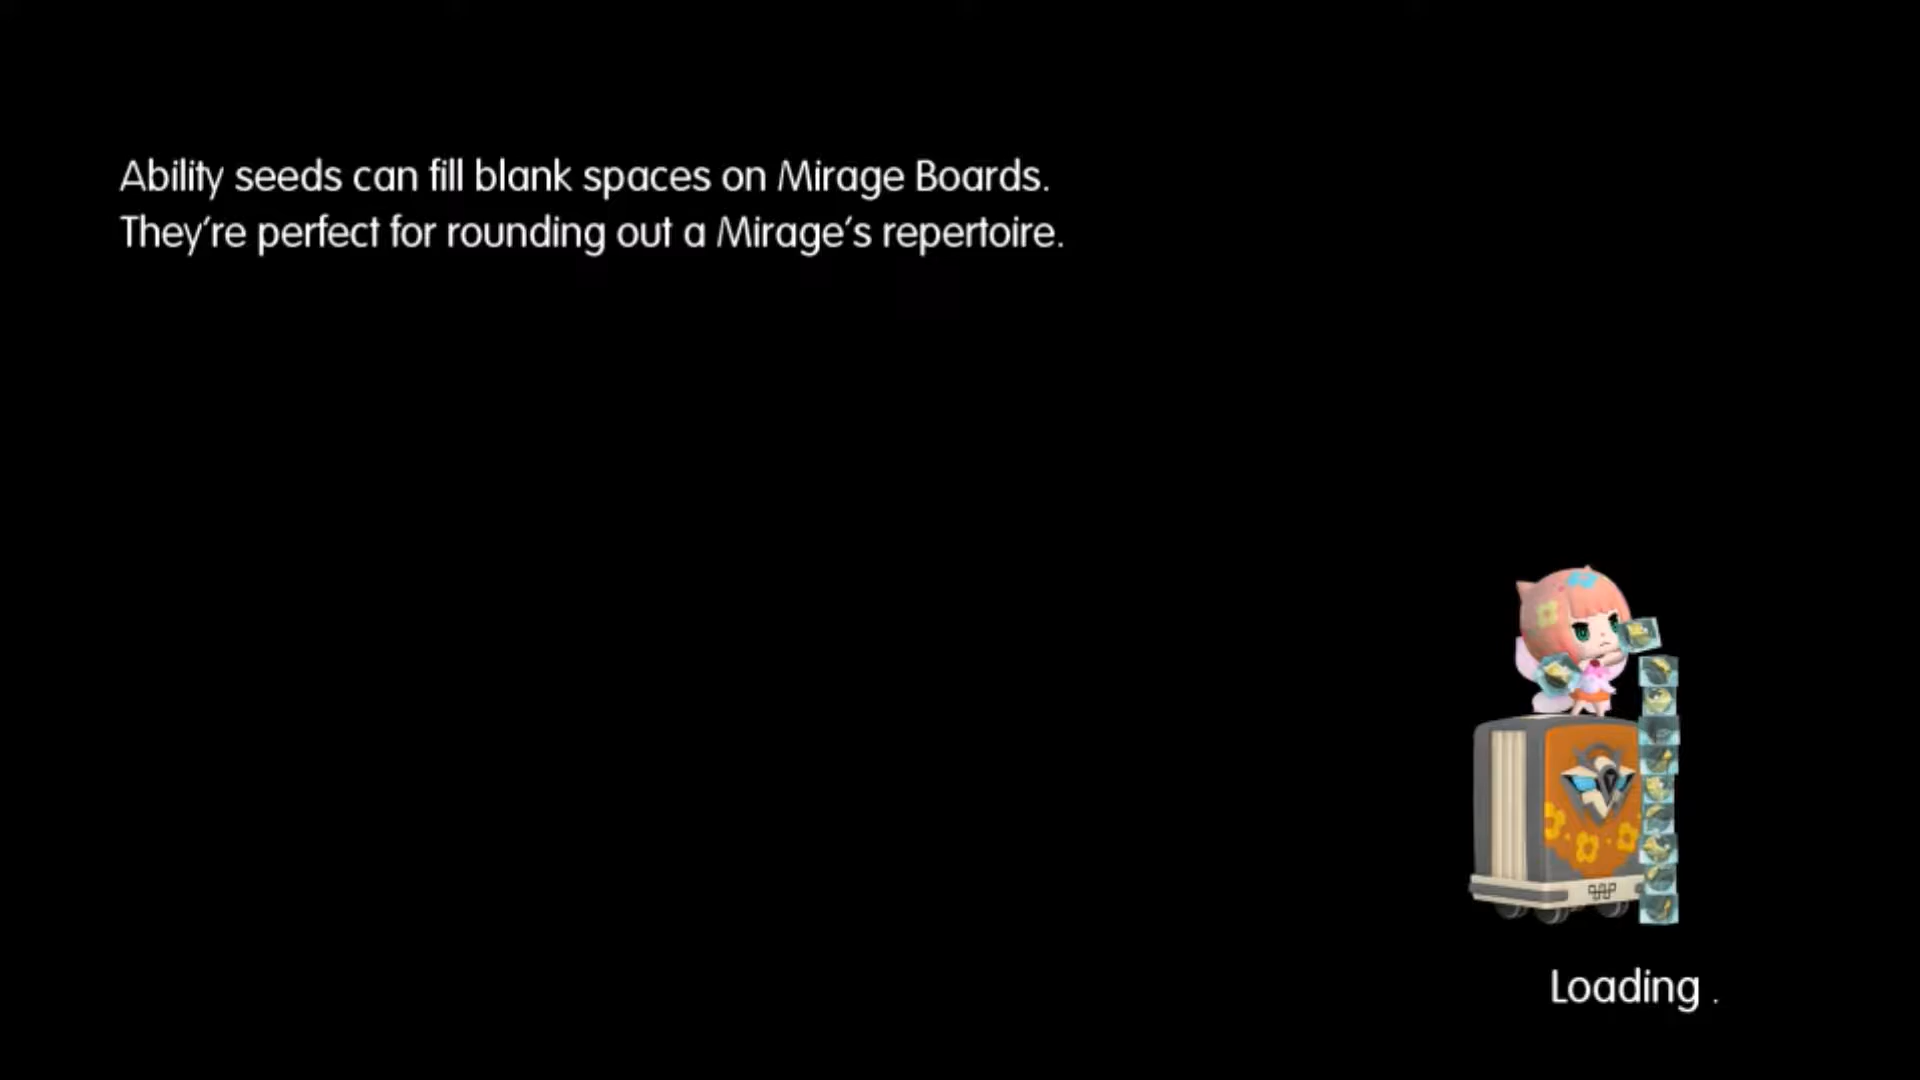 Ability seeds can fill blank spaces on Mirage Boards.
They're perfect for rounding out a Mirage's repertoire.
Loading .